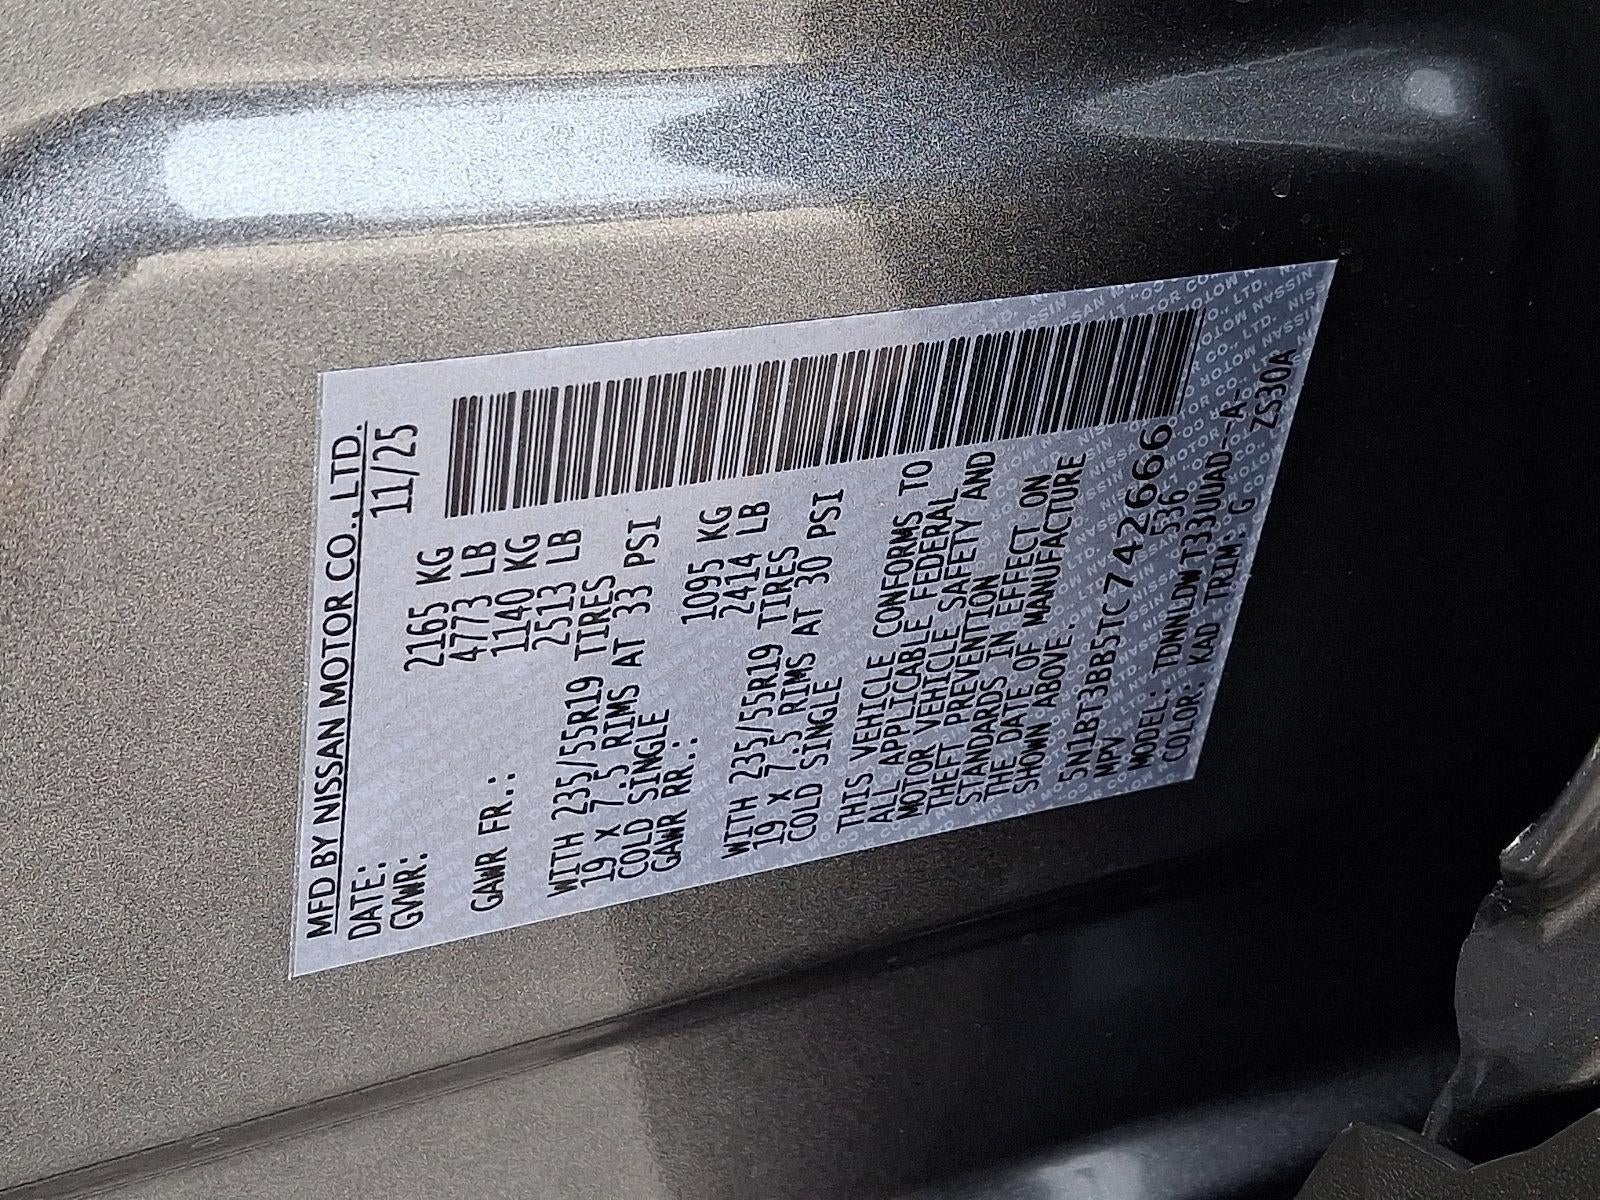 MFD BY NISSAN MOTOR CO., LTD.
DATE: 11/25
GVWR: 2165 KG
4773 LB
GAWR FR.: 1140 KG
2513 LB
WITH 235/55R19 TIRES
19 x 7.5 RIMS AT 33 PSI
COLD SINGLE
GAWR RR.: 1095 KG
2414 LB
WITH 235/55R19 TIRES
19 x 7.5 RIMS AT 30 PSI
COLD SINGLE
THIS VEHICLE CONFORMS TO
ALL APPLICABLE FEDERAL
MOTOR VEHICLE SAFETY AND
THEFT PREVENTION
STANDARDS IN EFFECT ON
THE DATE OF MANUFACTURE
SHOWN ABOVE.
5N1BT3BB5TC742666
MPV 536
MODEL: TDNNLDWT33UUAD--A-
COLOR: KAD TRIM: G ZS30A